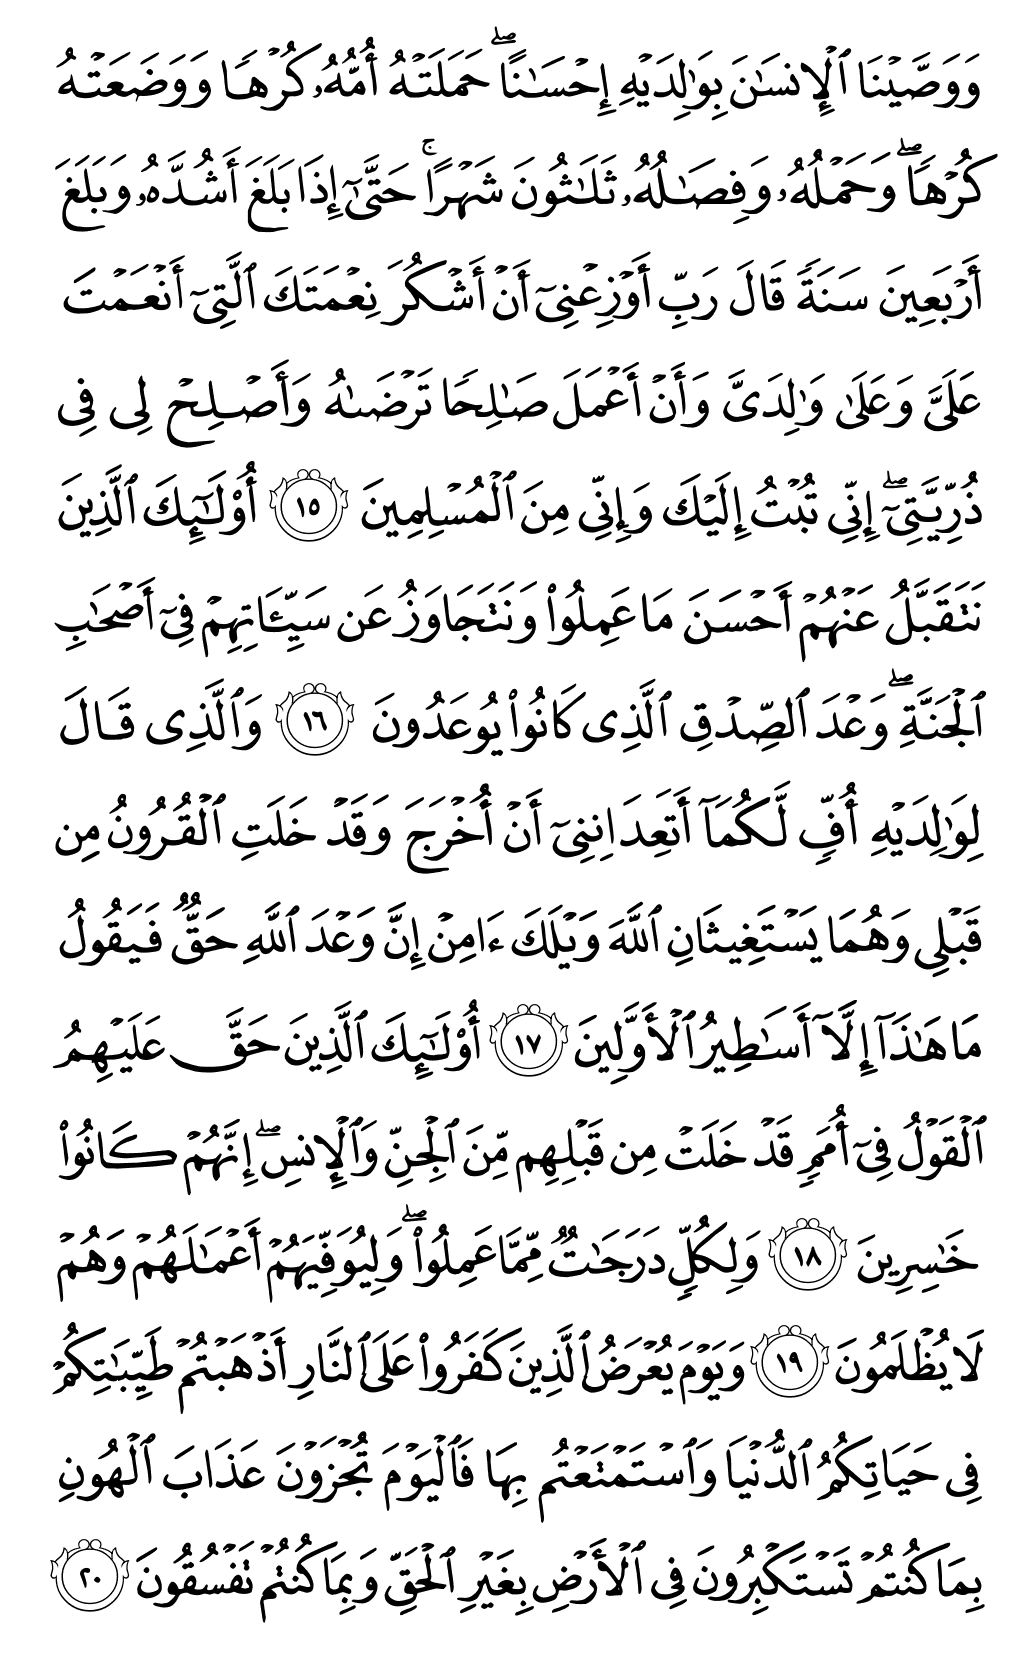 وَوَصَّيْنَا ٱلْإِنسَـٰنَ بِوَٰلِدَيْهِ إِحْسَـٰنًا ۖ حَمَلَتْهُ أُمُّهُۥ كُرْهًا وَوَضَعَتْهُ
كُرْهًا ۖ وَحَمْلُهُۥ وَفِصَـٰلُهُۥ ثَلَـٰثُونَ شَهْرًا ۚ حَتَّىٰٓ إِذَا بَلَغَ أَشُدَّهُۥ وَبَلَغَ
أَرْبَعِينَ سَنَةً قَالَ رَبِّ أَوْزِعْنِىٓ أَنْ أَشْكُرَ نِعْمَتَكَ ٱلَّتِىٓ أَنْعَمْتَ
عَلَىَّ وَعَلَىٰ وَٰلِدَىَّ وَأَنْ أَعْمَلَ صَـٰلِحًا تَرْضَىٰهُ وَأَصْلِحْ لِى فِى
ذُرِّيَّتِىٓ ۖ إِنِّى تُبْتُ إِلَيْكَ وَإِنِّى مِنَ ٱلْمُسْلِمِينَ ١٥ أُو۟لَـٰٓئِكَ ٱلَّذِينَ
نَتَقَبَّلُ عَنْهُمْ أَحْسَنَ مَا عَمِلُوا۟ وَنَتَجَاوَزُ عَن سَيِّـَٔاتِهِمْ فِىٓ أَصْحَـٰبِ
ٱلْجَنَّةِ ۖ وَعْدَ ٱلصِّدْقِ ٱلَّذِى كَانُوا۟ يُوعَدُونَ ١٦ وَٱلَّذِى قَالَ
لِوَٰلِدَيْهِ أُفٍّ لَّكُمَآ أَتَعِدَانِنِىٓ أَنْ أُخْرَجَ وَقَدْ خَلَتِ ٱلْقُرُونُ مِن
قَبْلِى وَهُمَا يَسْتَغِيثَانِ ٱللَّهَ وَيْلَكَ ءَامِنْ إِنَّ وَعْدَ ٱللَّهِ حَقٌّ فَيَقُولُ
مَا هَـٰذَآ إِلَّآ أَسَـٰطِيرُ ٱلْأَوَّلِينَ ١٧ أُو۟لَـٰٓئِكَ ٱلَّذِينَ حَقَّ عَلَيْهِمُ
ٱلْقَوْلُ فِىٓ أُمَمٍ قَدْ خَلَتْ مِن قَبْلِهِم مِّنَ ٱلْجِنِّ وَٱلْإِنسِ ۖ إِنَّهُمْ كَانُوا۟
خَـٰسِرِينَ ١٨ وَلِكُلٍّ دَرَجَـٰتٌ مِّمَّا عَمِلُوا۟ ۖ وَلِيُوَفِّيَهُمْ أَعْمَـٰلَهُمْ وَهُمْ
لَا يُظْلَمُونَ ١٩ وَيَوْمَ يُعْرَضُ ٱلَّذِينَ كَفَرُوا۟ عَلَى ٱلنَّارِ أَذْهَبْتُمْ طَيِّبَـٰتِكُمْ
فِى حَيَاتِكُمُ ٱلدُّنْيَا وَٱسْتَمْتَعْتُم بِهَا فَٱلْيَوْمَ تُجْزَوْنَ عَذَابَ ٱلْهُونِ
بِمَا كُنتُمْ تَسْتَكْبِرُونَ فِى ٱلْأَرْضِ بِغَيْرِ ٱلْحَقِّ وَبِمَا كُنتُمْ تَفْسُقُونَ ٢٠